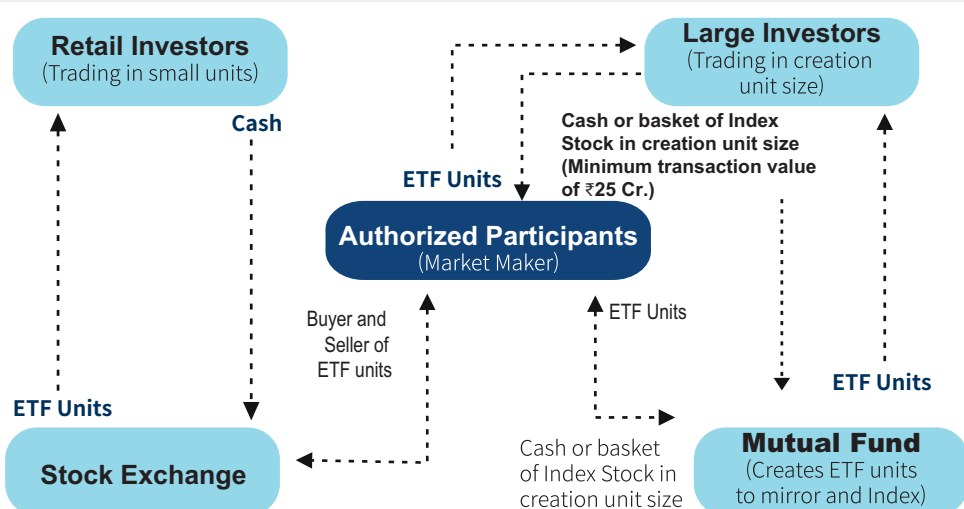 Retail Investors
(Trading in small units)
Large Investors
(Trading in creation
unit size)
Cash
Cash or basket of Index
Stock in creation unit size
(Minimum transaction value
of ₹25 Cr.)
ETF Units
Authorized Participants
(Market Maker)
Buyer and
Seller of
ETF units
ETF Units
ETF Units
ETF Units
Stock Exchange
Cash or basket
of Index Stock in
creation unit size
Mutual Fund
(Creates ETF units
to mirror and Index)